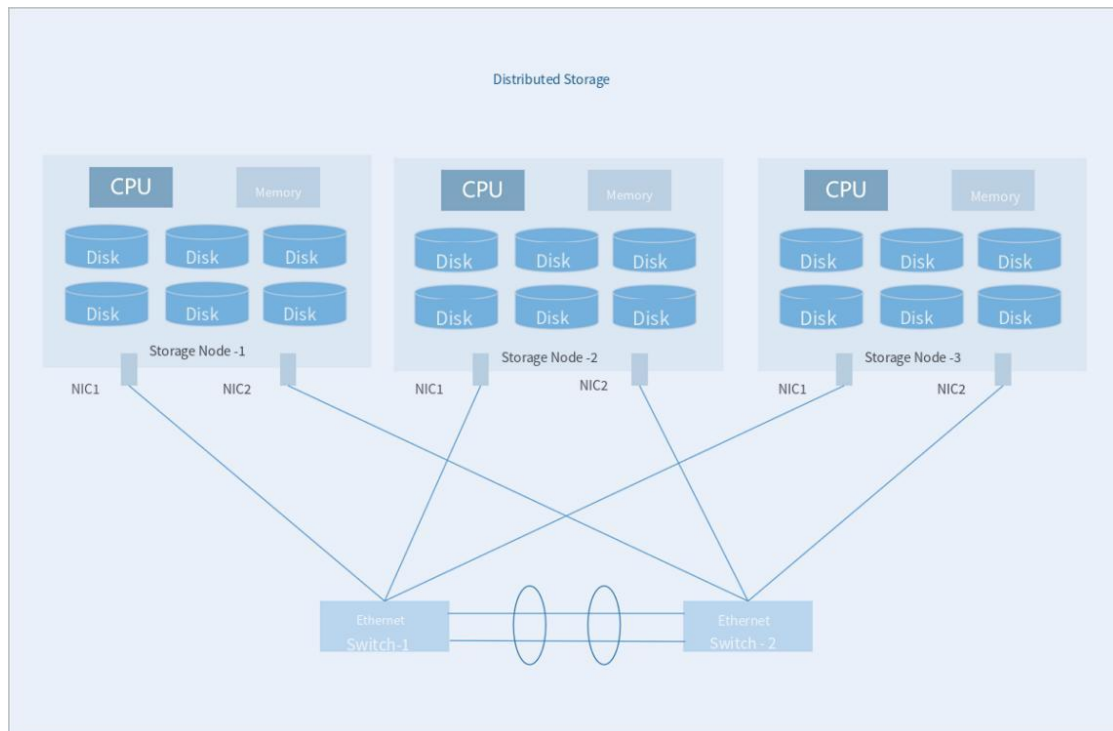 Distributed Storage
CPU
Memory
Disk
Disk
Disk
Disk
Disk
Disk
Storage Node -1
NIC1
NIC2
CPU
Memory
Disk
Disk
Disk
Disk
Disk
Disk
Storage Node -2
NIC1
NIC2
CPU
Memory
Disk
Disk
Disk
Disk
Disk
Disk
Storage Node -3
NIC1
NIC2
Ethernet
Switch-1
Ethernet
Switch - 2